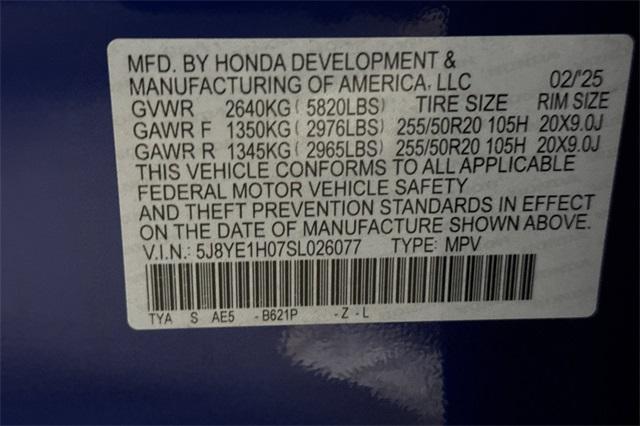 MFD. BY HONDA DEVELOPMENT &
MANUFACTURING OF AMERICA, LLC 02/'25
GVWR 2640KG ( 5820LBS) TIRE SIZE RIM SIZE
GAWR F 1350KG ( 2976LBS) 255/50R20 105H 20X9.0J
GAWR R 1345KG ( 2965LBS) 255/50R20 105H 20X9.0J
THIS VEHICLE CONFORMS TO ALL APPLICABLE
FEDERAL MOTOR VEHICLE SAFETY
AND THEFT PREVENTION STANDARDS IN EFFECT
ON THE DATE OF MANUFACTURE SHOWN ABOVE.
V.I.N.: 5J8YE1H07SL026077 TYPE: MPV
TYA S AE5 - B621P - Z - L